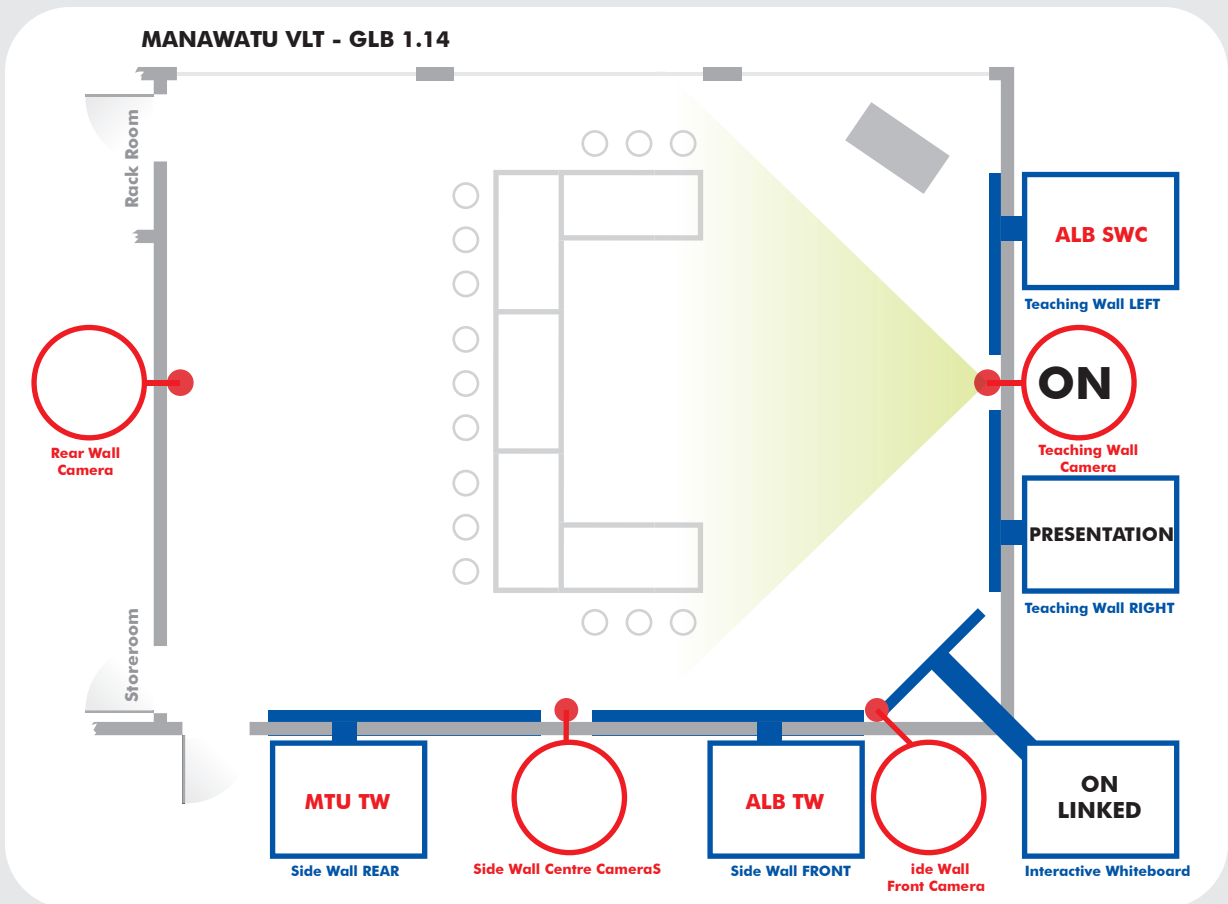 MANAWATU VLT - GLB 1.14
Rack Room
ALB SWC
Teaching Wall LEFT
ON
Rear Wall
Camera
Teaching Wall
Camera
PRESENTATION
Teaching Wall RIGHT
Storeroom
MTU TW
ALB TW
ON
LINKED
Side Wall REAR
Side Wall Centre CameraS
Side Wall FRONT
ide Wall
Front Camera
Interactive Whiteboard